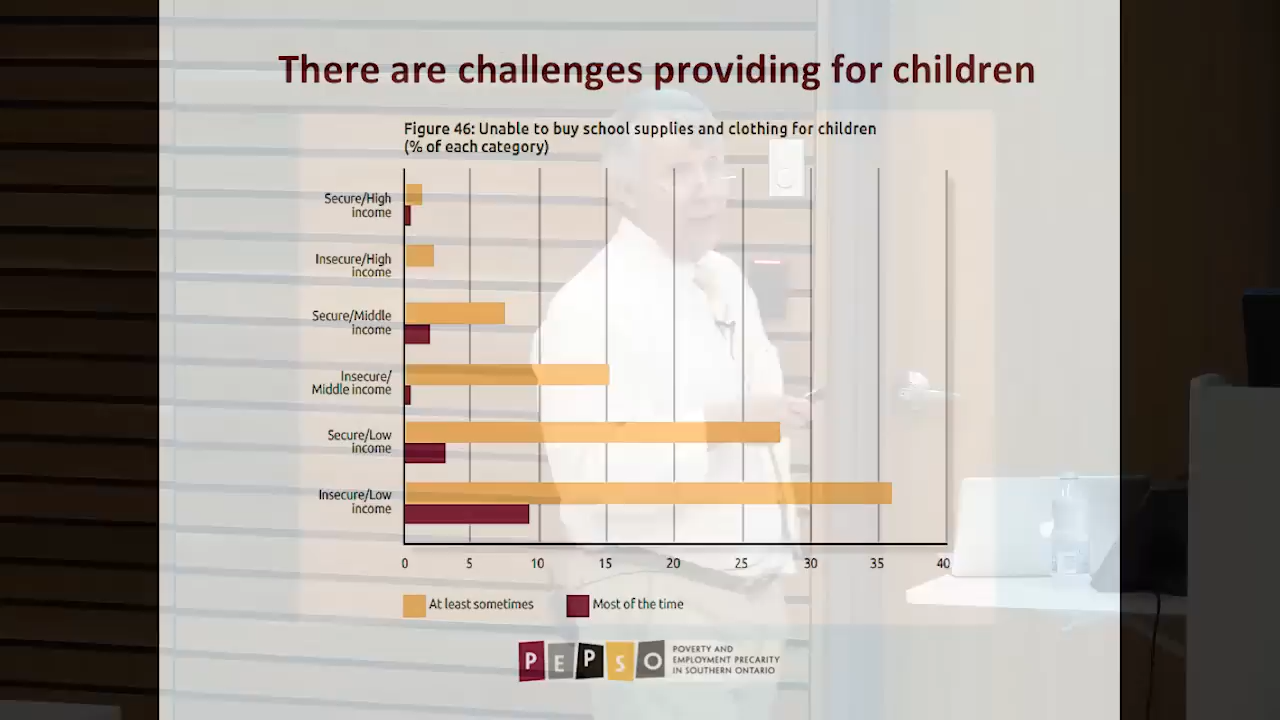 There are challenges providing for children
Figure 46: Unable to buy school supplies and clothing for children
(% of each category)
Secure/High
income
Insecure/High
income
Secure/Middle
income
Insecure/
Middle income
Secure/Low
income
Insecure/Low
income
0 5 10 15 20 25 30 35 40
At least sometimes
Most of the time
PEPSO
POVERTY AND
EMPLOYMENT PRECARITY
IN SOUTHERN ONTARIO